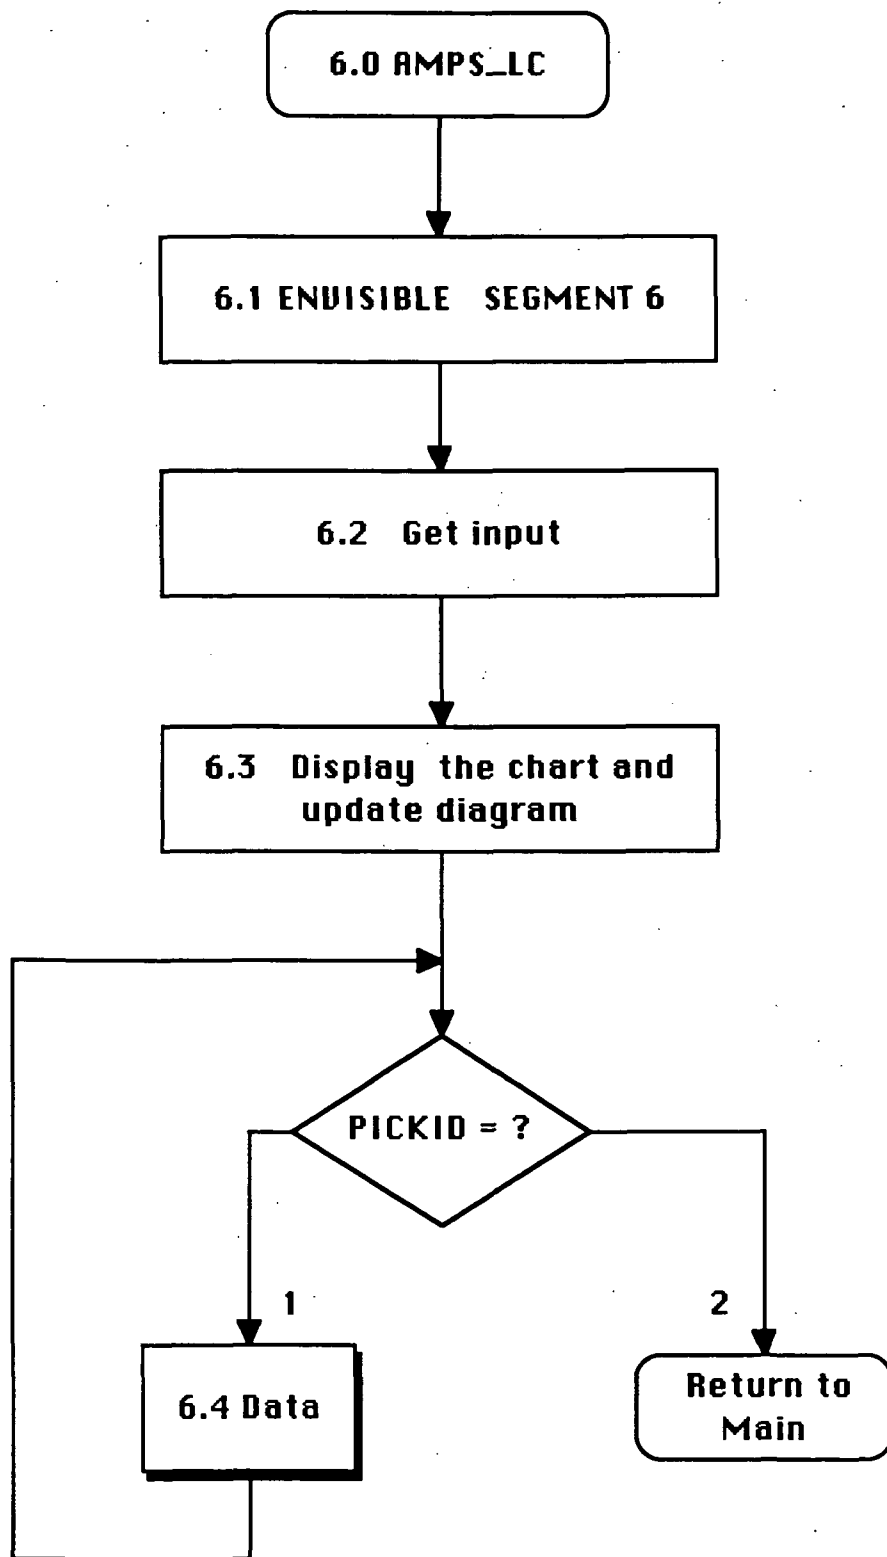 6.0 AMPS_LC
6.1 ENVISIBLE SEGMENT 6
6.2 Get input
6.3 Display the chart and
update diagram
PICKID = ?
1
2
6.4 Data
Return to
Main